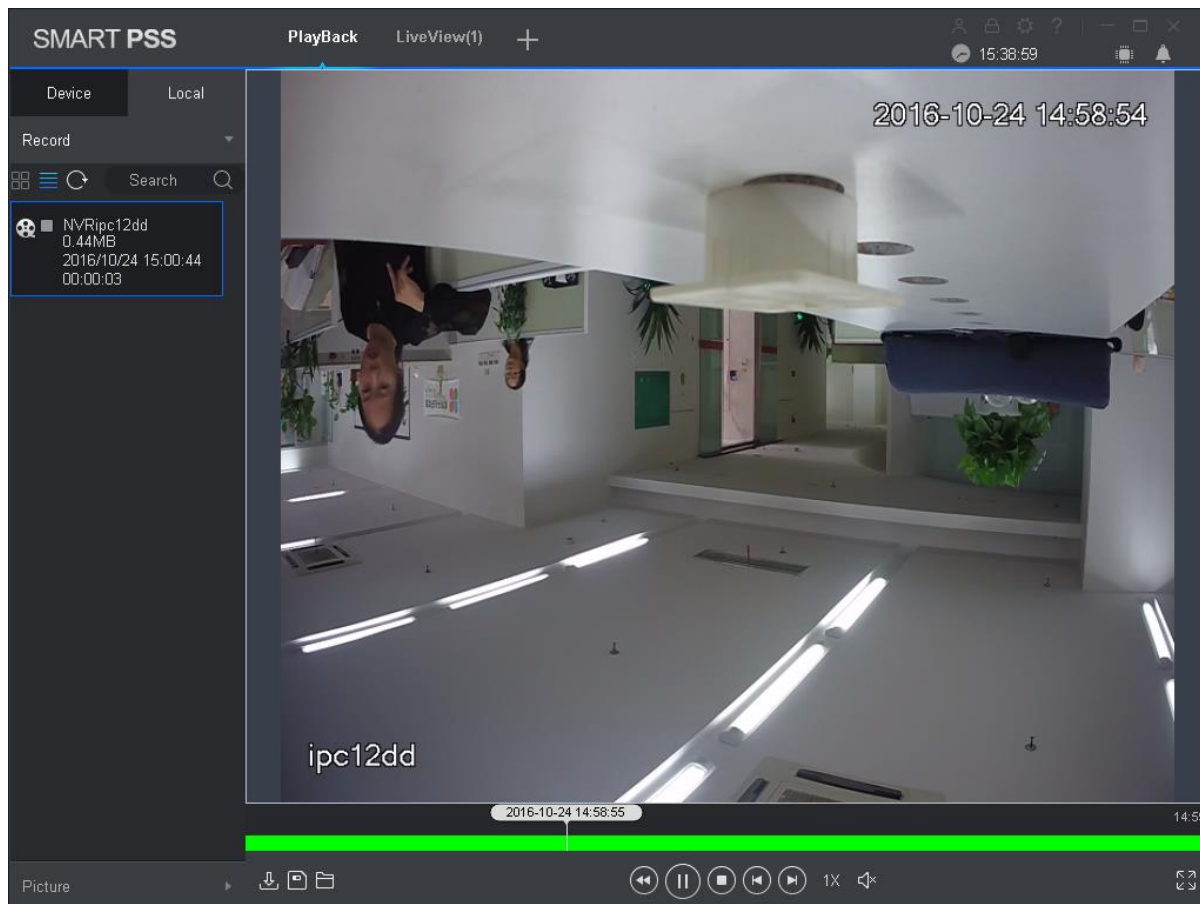 SMART PSS
PlayBack
LiveView(1)
15:38:59
Device
Local
Record
Search
NVRipc12dd
0.44MB
2016/10/24 15:00:44
00:00:03
2016-10-24 14:58:54
ipc12dd
2016-10-24 14:58:55
14:59
Picture
1X